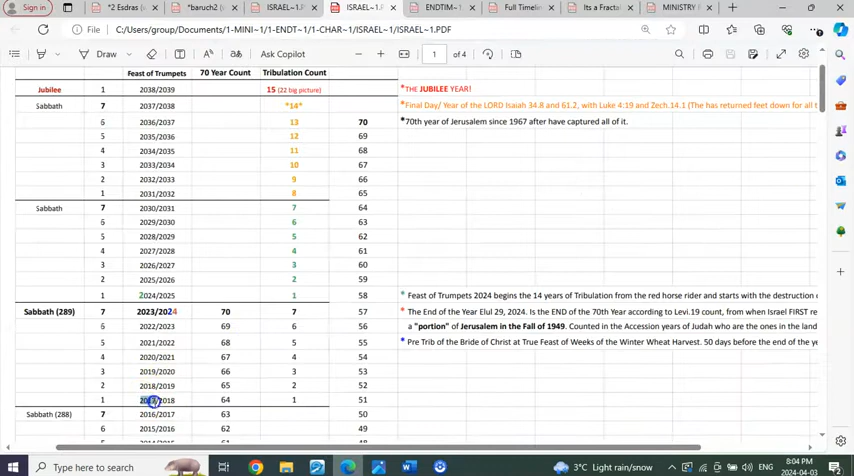 Sign in
*2 Esdras (
*baruch2 (
ISRAEL~1.P
ISRAEL~1.P
ENDTIM~
Full Timelin
Its a Fracta
MINISTRY I
File
C:/Users/group/Documents/1-MINI~1/1-ENDT~1/1-CHAR~1/ISRAEL~1/ISRAEL~1.PDF
Draw
Ask Copilot
1 of 4
Feast of Trumpets 70 Year Count Tribulation Count
Jubilee 1 2038/2039 15 (22 big picture) *THE JUBILEE YEAR!
Sabbath 7 2037/2038 *14* *Final Day/ Year of the LORD Isaiah 34.8 and 61.2, with Luke 4:19 and Zech.14.1 (The has returned feet down for all t
6 2036/2037 13 70 *70th year of Jerusalem since 1967 after have captured all of it.
5 2035/2036 12 69
4 2034/2035 11 68
3 2033/2034 10 67
2 2032/2033 9 66
1 2031/2032 8 65
Sabbath 7 2030/2031 7 64
6 2029/2030 6 63
5 2028/2029 5 62
4 2027/2028 4 61
3 2026/2027 3 60
2 2025/2026 2 59
1 2024/2025 1 58 * Feast of Trumpets 2024 begins the 14 years of Tribulation from the red horse rider and starts with the destruction o
Sabbath (289) 7 2023/2024 70 7 57 * The End of the Year Elul 29, 2024. Is the END of the 70th Year according to Levi.19 count, from when Israel FIRST re
6 2022/2023 69 6 56 a "portion" of Jerusalem in the Fall of 1949. Counted in the Accession years of Judah who are the ones in the land
5 2021/2022 68 5 55 * Pre Trib of the Bride of Christ at True Feast of Weeks of the Winter Wheat Harvest. 50 days before the end of the ye
4 2020/2021 67 4 54
3 2019/2020 66 3 53
2 2018/2019 65 2 52
1 2017/2018 64 1 51
Sabbath (288) 7 2016/2017 63 50
6 2015/2016 62 49
Type here to search
3°C Light rain/snow
8:04 PM
2024-04-03